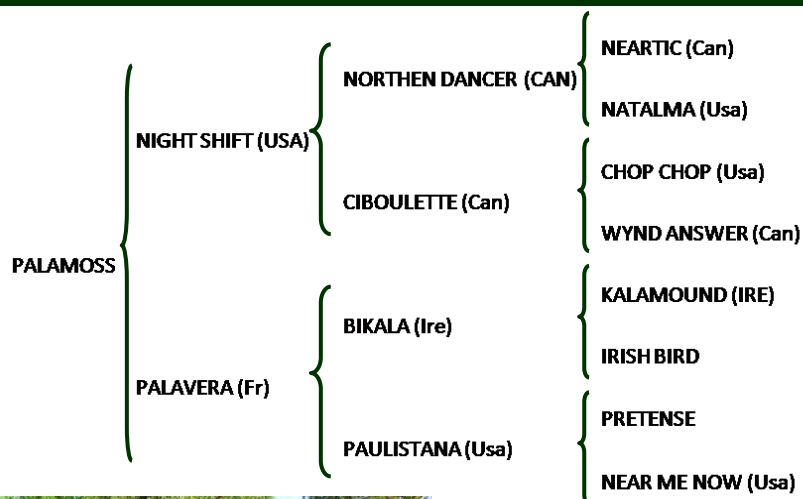 NEARTIC (Can)
NORTHEN DANCER (CAN)
NATALMA (Usa)
NIGHT SHIFT (USA)
CHOP CHOP (Usa)
CIBOULETTE (Can)
WYND ANSWER (Can)
PALAMOSS
KALAMOUND (IRE)
BIKALA (Ire)
IRISH BIRD
PALAVERA (Fr)
PRETENSE
PAULISTANA (Usa)
NEAR ME NOW (Usa)